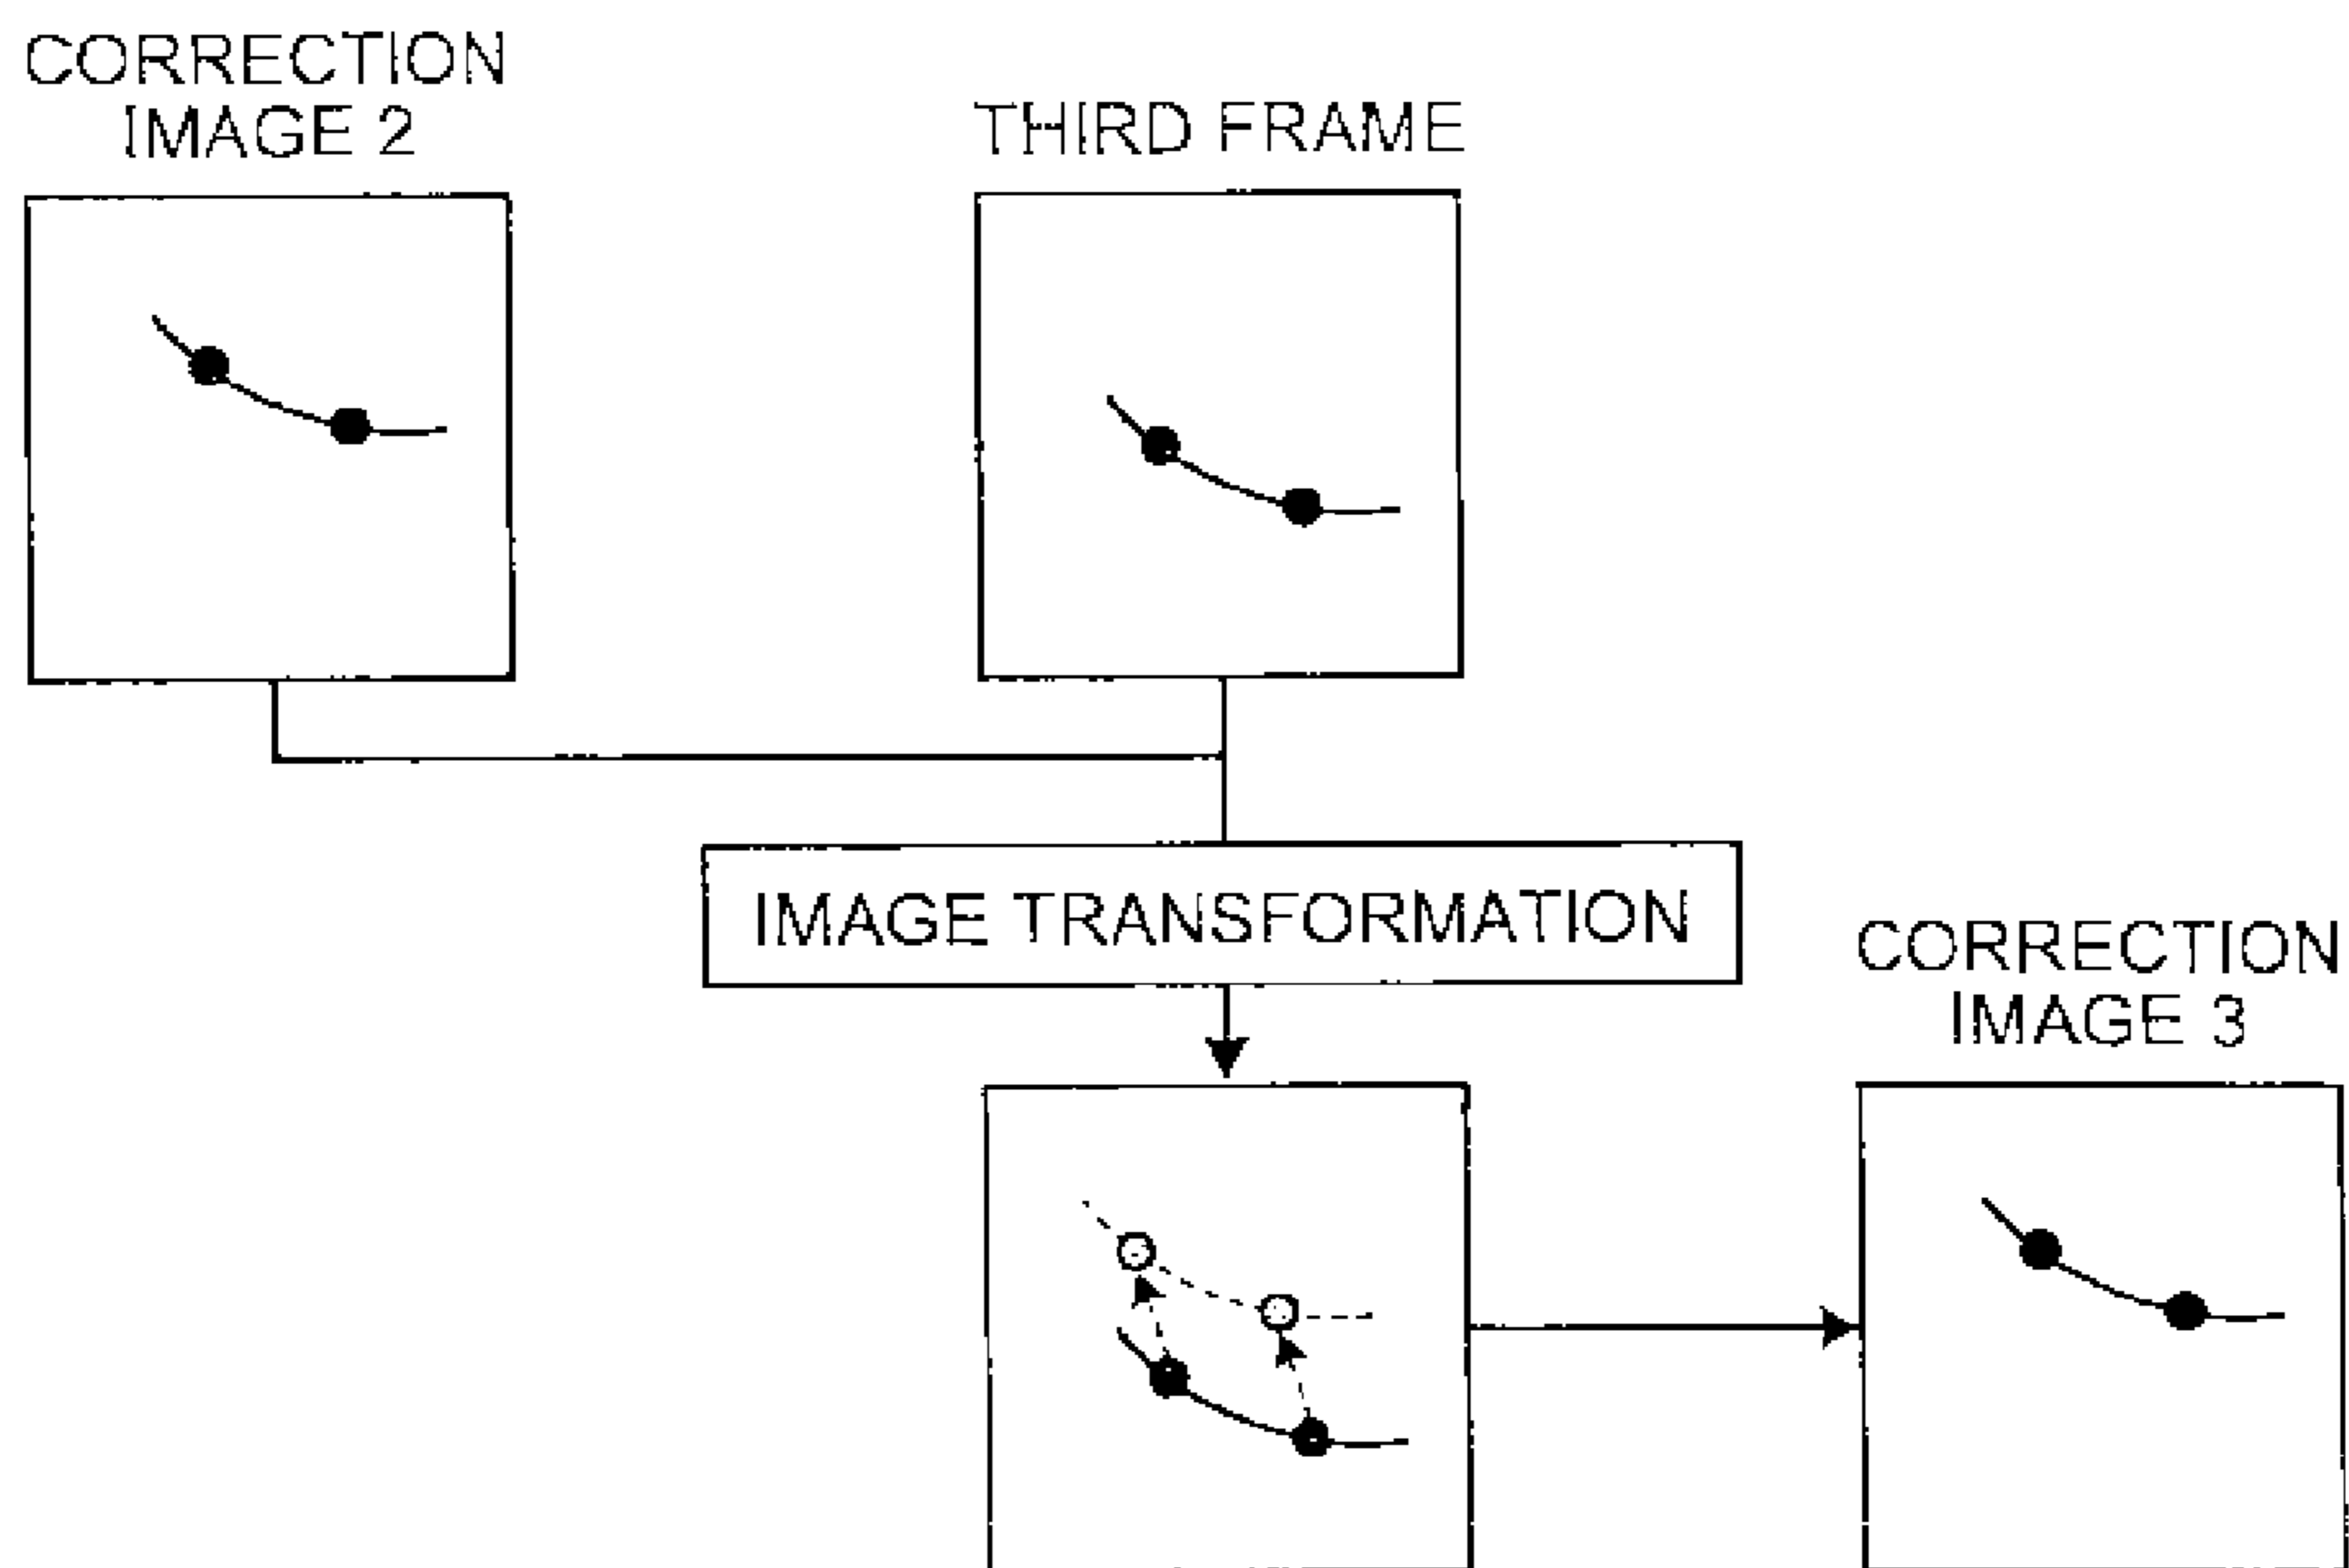 CORRECTION
IMAGE 2
THIRD FRAME
IMAGE TRANSFORMATION
CORRECTION
IMAGE 3